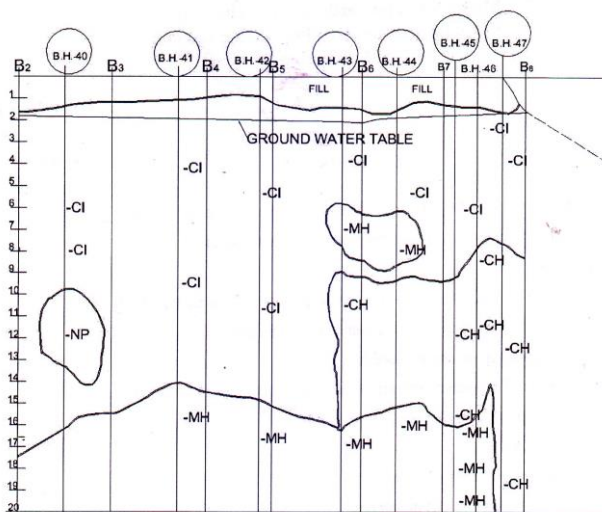 B.H-45 B.H-47
B.H-40 B.H-41 B.H-42 B.H-43 B.H-44
B2 B3 B4 B5 B6 B7 B.H-46 B8
FILL FILL
1
2 -CI
GROUND WATER TABLE
3
4 -CI -CI -CI
5 -CI -CI
6 -CI -CI
7 -MH
8 -CI -MH -CH
9 -CI
10 -CI -CH
11 -CH
12 -NP -CH -CH
13
14
15 -CH
16 -MH -MH -MH
17 -MH -MH
18 -MH
19 -MH -CH
20